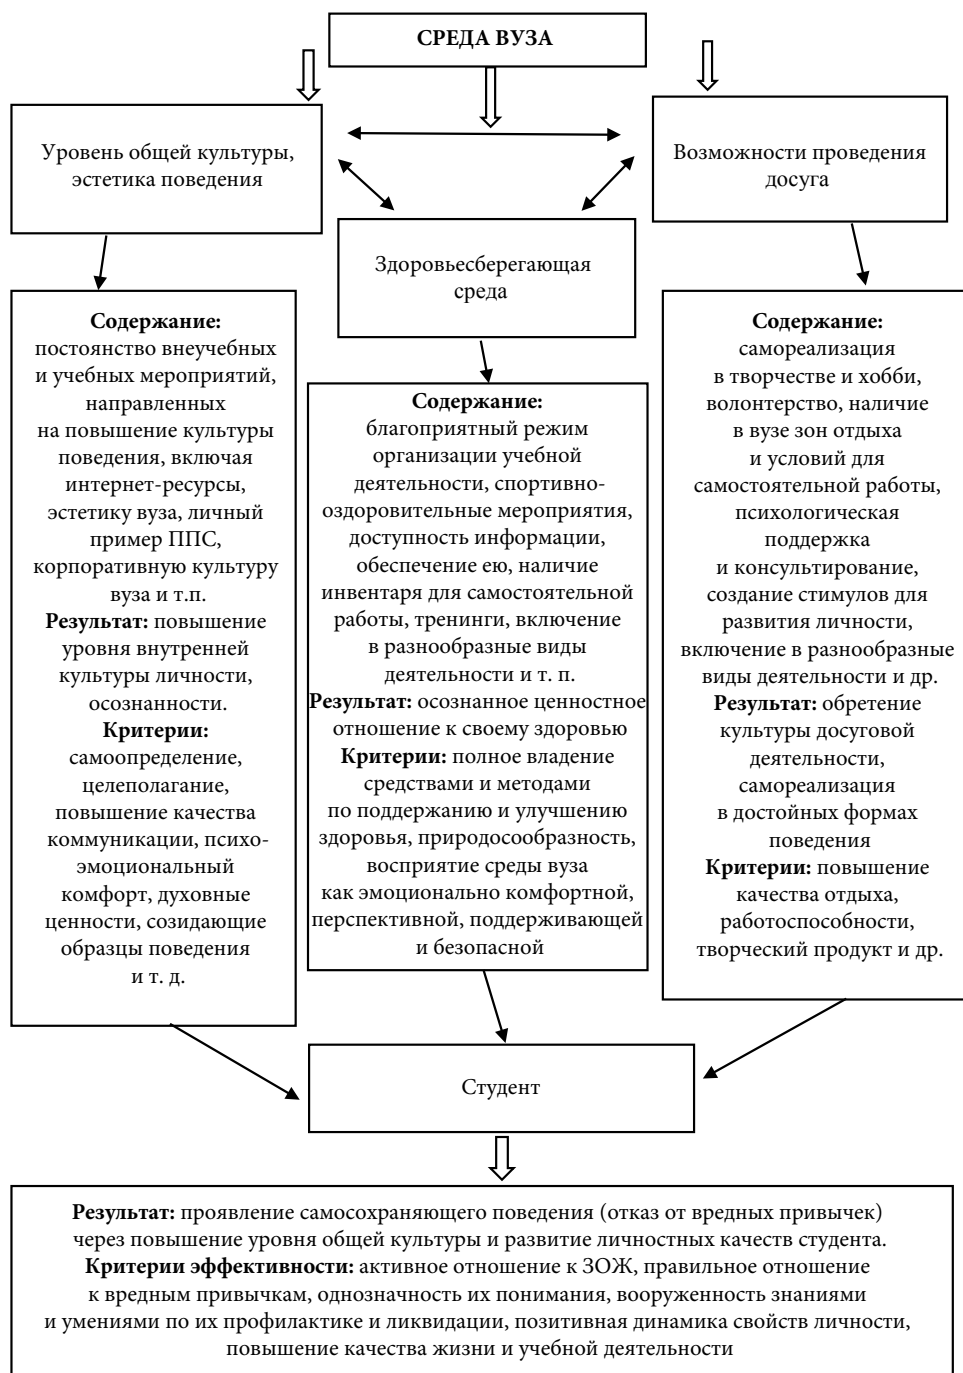 СРЕДА ВУЗА
Уровень общей культуры,
эстетика поведения
Возможности проведения
досуга
Здоровьесберегающая
среда
Содержание:
постоянство внеучебных
и учебных мероприятий,
направленных
на повышение культуры
поведения, включая
интернет-ресурсы,
эстетику вуза, личный
пример ППС,
корпоративную культуру
вуза и т.п.
Результат: повышение
уровня внутренней
культуры личности,
осознанности.
Критерии:
самоопределение,
целеполагание,
повышение качества
коммуникации, психо-
эмоциональный
комфорт, духовные
ценности, созидающие
образцы поведения
и т. д.
Содержание:
благоприятный режим
организации учебной
деятельности, спортивно-
оздоровительные мероприятия,
доступность информации,
обеспечение ею, наличие
инвентаря для самостоятельной
работы, тренинги, включение
в разнообразные виды
деятельности и т. п.
Результат: осознанное ценностное
отношение к своему здоровью
Критерии: полное владение
средствами и методами
по поддержанию и улучшению
здоровья, природосообразность,
восприятие среды вуза
как эмоционально комфортной,
перспективной, поддерживающей
и безопасной
Содержание:
самореализация
в творчестве и хобби,
волонтерство, наличие
в вузе зон отдыха
и условий для
самостоятельной работы,
психологическая
поддержка
и консультирование,
создание стимулов для
развития личности,
включение в разнообразные
виды деятельности и др.
Результат: обретение
культуры досуговой
деятельности,
самореализация
в достойных формах
поведения
Критерии: повышение
качества отдыха,
работоспособности,
творческий продукт и др.
Студент
Результат: проявление самосохраняющего поведения (отказ от вредных привычек)
через повышение уровня общей культуры и развитие личностных качеств студента.
Критерии эффективности: активное отношение к ЗОЖ, правильное отношение
к вредным привычкам, однозначность их понимания, вооруженность знаниями
и умениями по их профилактике и ликвидации, позитивная динамика свойств личности,
повышение качества жизни и учебной деятельности